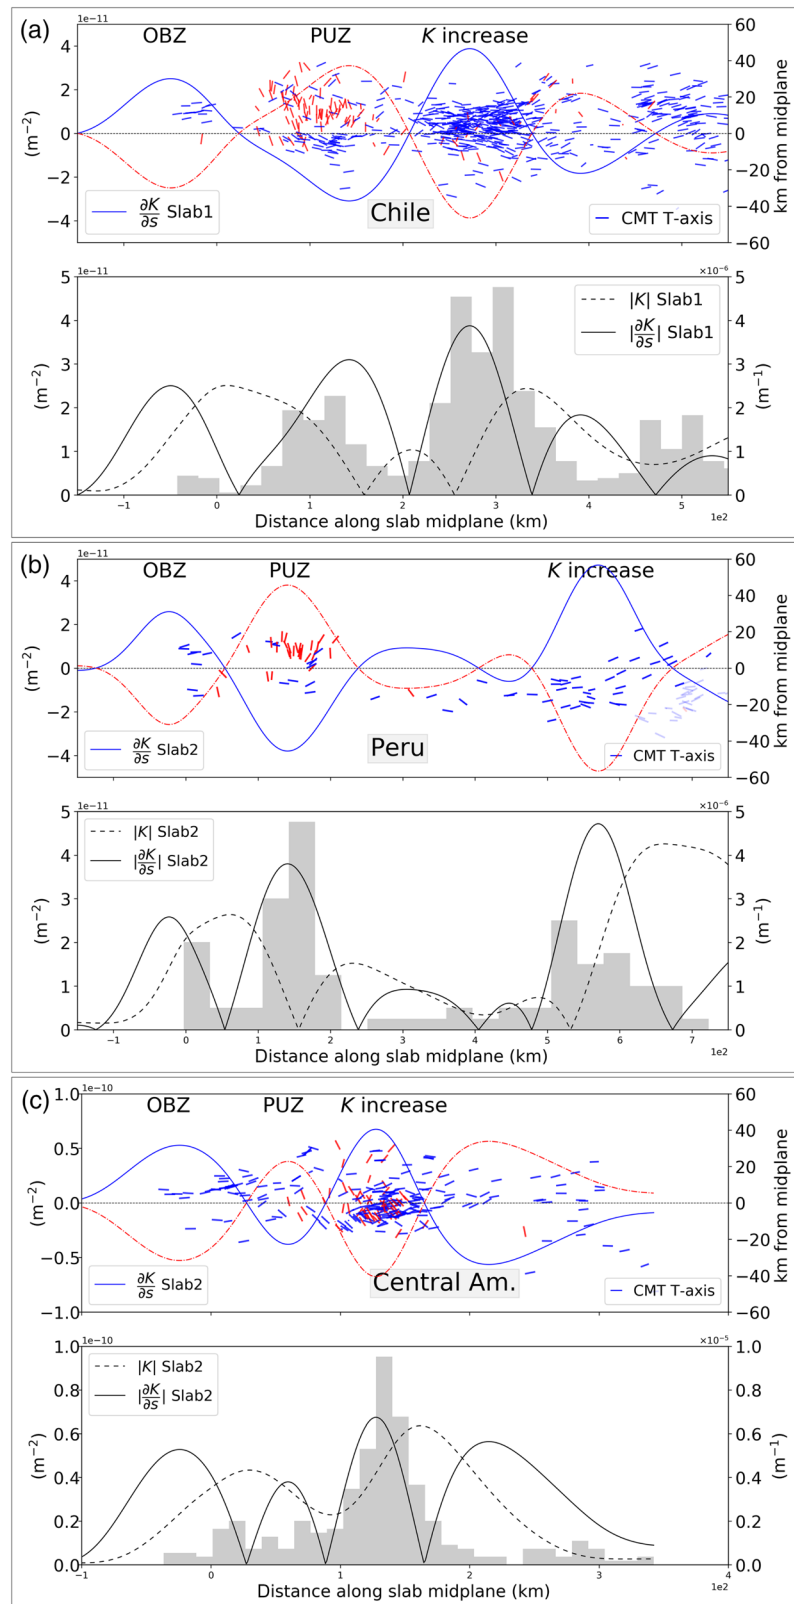 (a)
1e−11
OBZ PUZ K increase
4 2 0 −2 −4
(m⁻²)
60 40 20 0 −20 −40 −60
km from midplane
∂K/∂s Slab1
Chile
CMT T-axis
1e−11
×10⁻⁶
5 4 3 2 1 0
(m⁻²)
5 4 3 2 1 0
(m⁻¹)
|K| Slab1
|∂K/∂s| Slab1
−1 0 1 2 3 4 5
Distance along slab midplane (km)
1e2
(b)
1e−11
OBZ PUZ K increase
4 2 0 −2 −4
(m⁻²)
60 40 20 0 −20 −40 −60
km from midplane
∂K/∂s Slab2
Peru
CMT T-axis
1e−11
×10⁻⁶
5 4 3 2 1 0
(m⁻²)
5 4 3 2 1 0
(m⁻¹)
|K| Slab2
|∂K/∂s| Slab2
−1 0 1 2 3 4 5 6 7
Distance along slab midplane (km)
1e2
(c)
1e−10
OBZ PUZ K increase
1.0 0.5 0.0 −0.5 −1.0
(m⁻²)
60 40 20 0 −20 −40 −60
km from midplane
∂K/∂s Slab2
Central Am.
CMT T-axis
1e−10
×10⁻⁵
1.0 0.8 0.6 0.4 0.2 0.0
(m⁻²)
1.0 0.8 0.6 0.4 0.2 0.0
(m⁻¹)
|K| Slab2
|∂K/∂s| Slab2
−1 0 1 2 3 4
Distance along slab midplane (km)
1e2